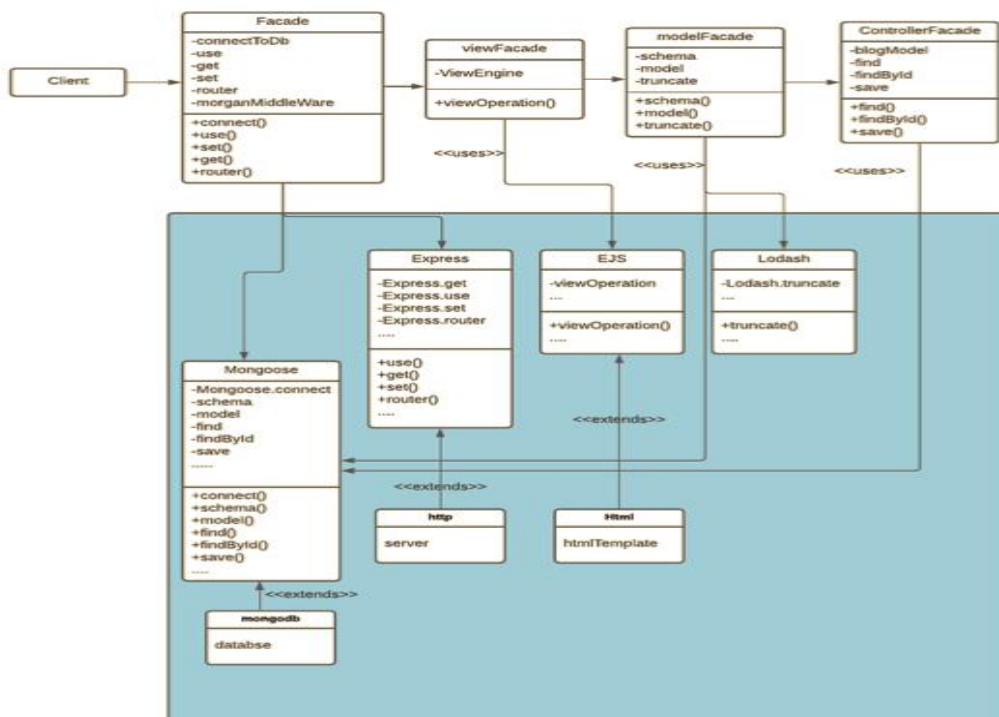 Client
Facade
-connectToDb
-use
-get
-set
-router
-morganMiddleWare
+connect()
+use()
+set()
+get()
+router()
viewFacade
-ViewEngine
+viewOperation()
modelFacade
-schema
-model
-truncate
+schema()
+model()
+truncate()
ControllerFacade
-blogModel
-find
-findById
-save
+find()
+findById()
+save()
<<uses>>
<<uses>>
<<uses>>
Express
-Express.get
-Express.use
-Express.set
-Express.router
....
+use()
+get()
+set()
+router()
....
EJS
-viewOperation
...
+viewOperation()
....
Lodash
-Lodash.truncate
...
+truncate()
....
Mongoose
-Mongoose.connect
-schema
-model
-find
-findById
-save
.....
+connect()
+schema()
+model()
+find()
+findById()
+save()
....
<<extends>>
<<extends>>
http
server
Html
htmlTemplate
<<extends>>
mongodb
databse